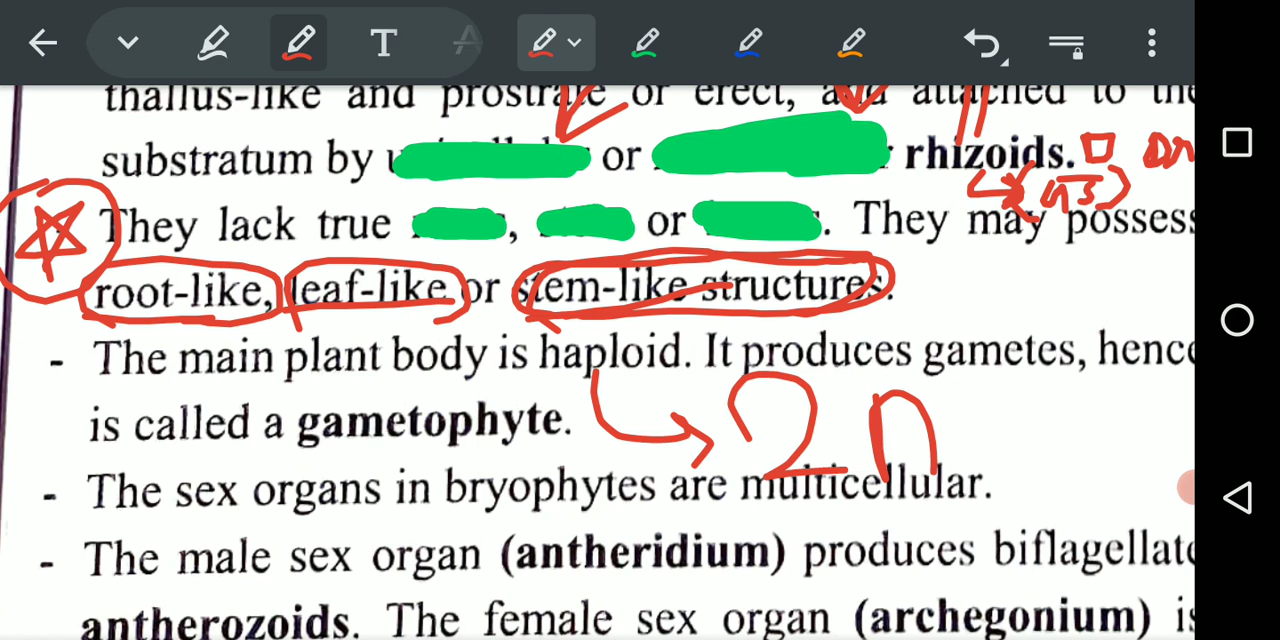 T A
thallus-like and prostrate or erect, and attached to the
substratum by or rhizoids.
They lack true , or . They may possess
root-like, leaf-like or stem-like structures.
- The main plant body is haploid. It produces gametes, hence
2n
is called a gametophyte.
- The sex organs in bryophytes are multicellular.
- The male sex organ (antheridium) produces biflagellate
antherozoids. The female sex organ (archegonium) is